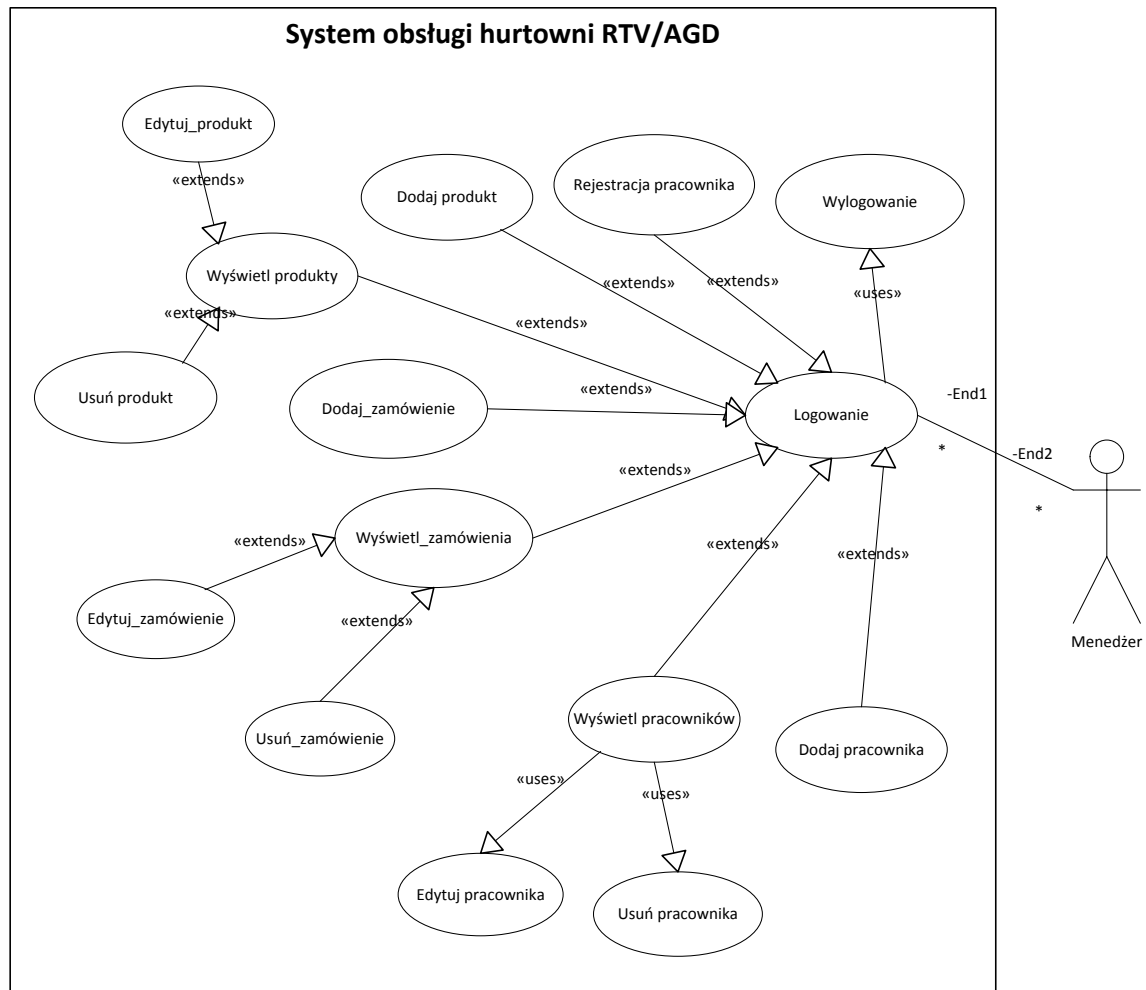 System obsługi hurtowni RTV/AGD
Edytuj_produkt
«extends»
Dodaj produkt
Rejestracja pracownika
Wylogowanie
Wyświetl produkty
«extends»
«extends»
«uses»
«extends»
«extends»
Usuń produkt
«extends»
Dodaj_zamówienie
Logowanie
-End1
*
-End2
*
«extends»
Wyświetl_zamówienia
«extends»
Edytuj_zamówienie
«extends»
«extends»
«extends»
Menedżer
Usuń_zamówienie
Wyświetl pracowników
Dodaj pracownika
«uses»
«uses»
Edytuj pracownika
Usuń pracownika